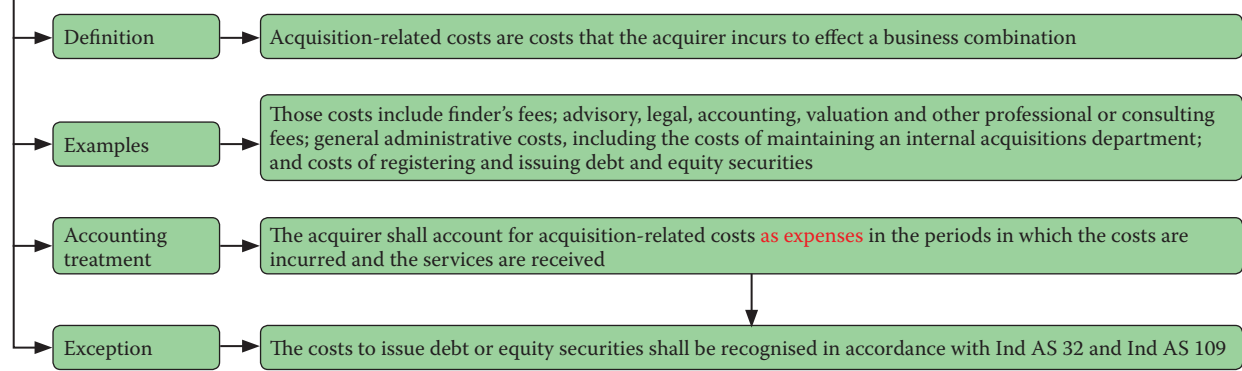 Definition
Acquisition-related costs are costs that the acquirer incurs to effect a business combination
Examples
Those costs include finder’s fees; advisory, legal, accounting, valuation and other professional or consulting
fees; general administrative costs, including the costs of maintaining an internal acquisitions department;
and costs of registering and issuing debt and equity securities
Accounting
treatment
The acquirer shall account for acquisition-related costs as expenses in the periods in which the costs are
incurred and the services are received
Exception
The costs to issue debt or equity securities shall be recognised in accordance with Ind AS 32 and Ind AS 109